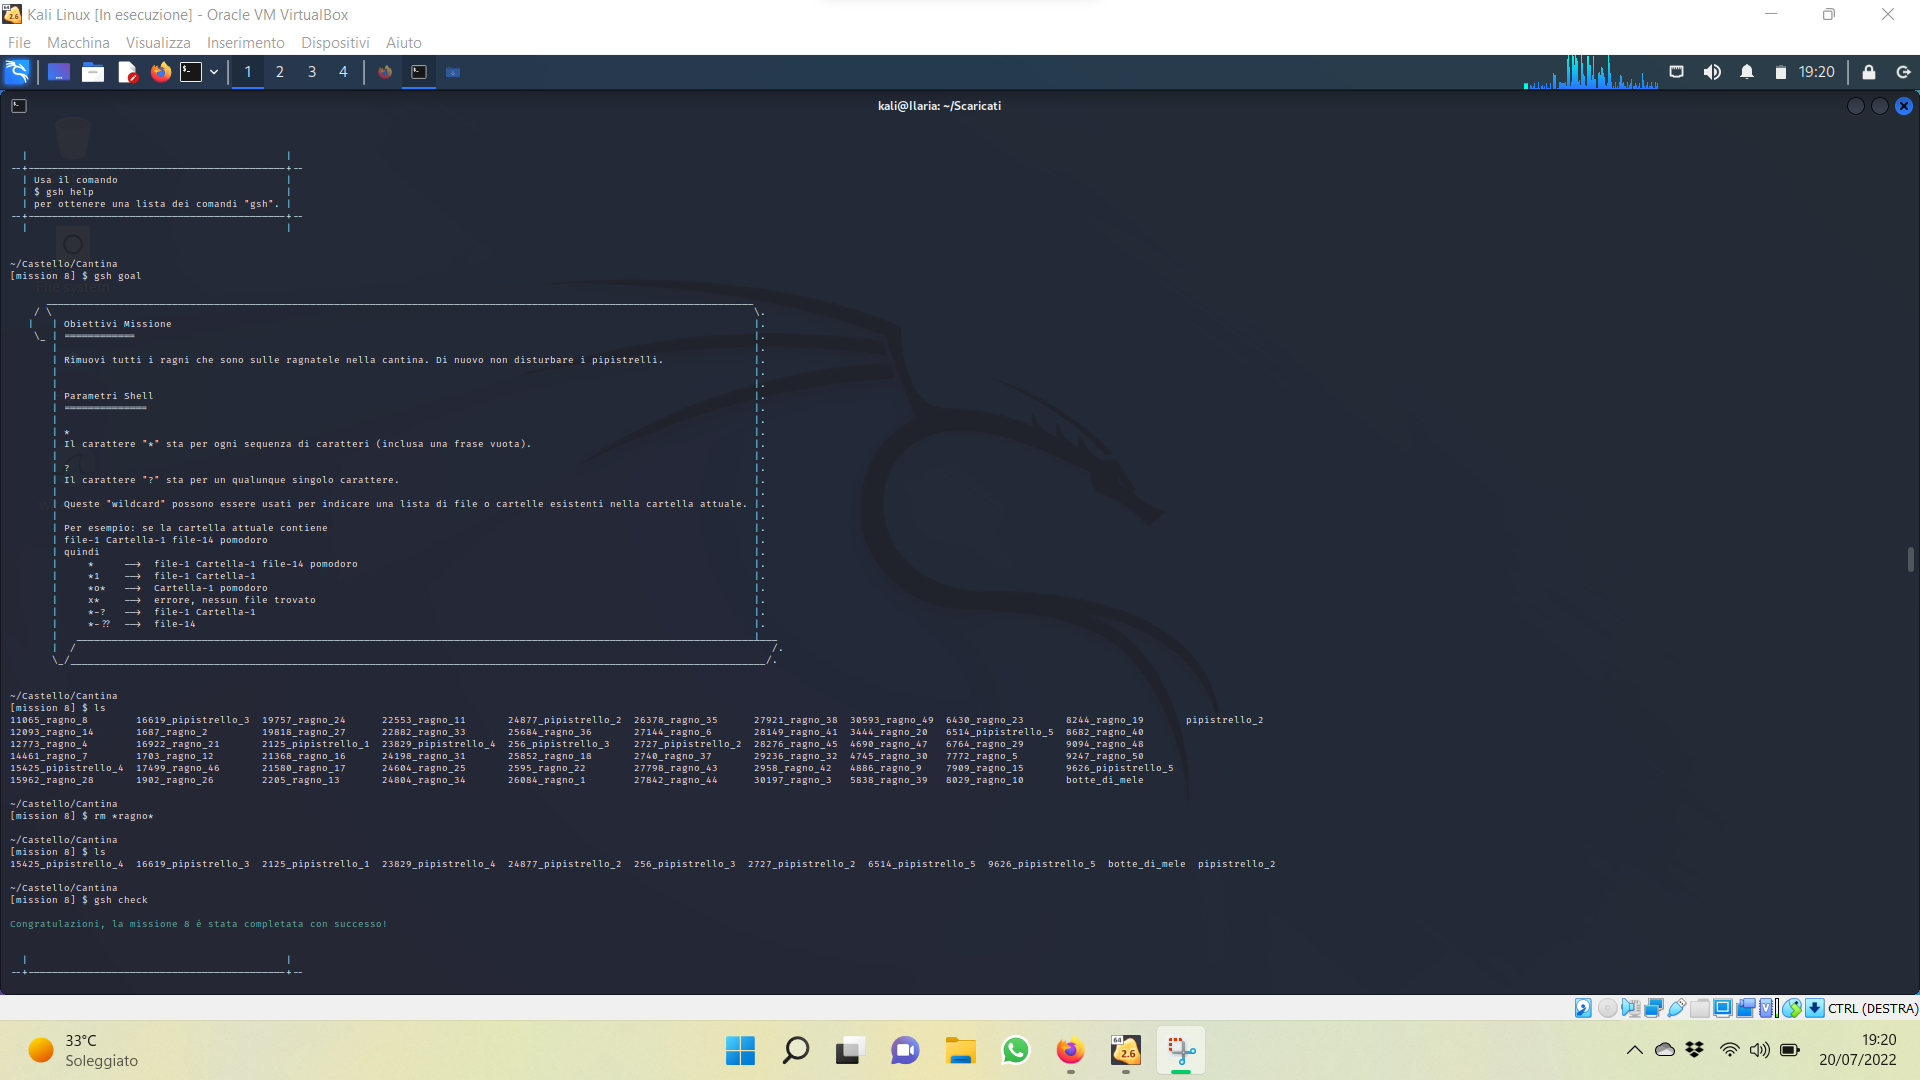 Kali Linux [In esecuzione] - Oracle VM VirtualBox
File Macchina Visualizza Inserimento Dispositivi Aiuto
1 2 3 4 19:20
kali@Ilaria: ~/Scaricati
Usa il comando
$ gsh help
per ottenere una lista dei comandi "gsh".
~/Castello/Cantina
[mission 8] $ gsh goal
Obiettivi Missione
==================
Rimuovi tutti i ragni che sono sulle ragnatele nella cantina. Di nuovo non disturbare i pipistrelli.
Parametri Shell
===============
*
Il carattere "*" sta per ogni sequenza di caratteri (inclusa una frase vuota).
?
Il carattere "?" sta per un qualunque singolo carattere.
Queste "wildcard" possono essere usati per indicare una lista di file o cartelle esistenti nella cartella attuale.
Per esempio: se la cartella attuale contiene
file-1 Cartella-1 file-14 pomodoro
quindi
* --> file-1 Cartella-1 file-14 pomodoro
*1 --> file-1 Cartella-1
*o* --> Cartella-1 pomodoro
x* --> errore, nessun file trovato
*-? --> file-1 Cartella-1
*-?? --> file-14
~/Castello/Cantina
[mission 8] $ ls
11065_ragno_8 16619_pipistrello_3 19757_ragno_24 22553_ragno_11 24877_pipistrello_2 26378_ragno_35 27921_ragno_38 30593_ragno_49 6430_ragno_23 8244_ragno_19 pipistrello_2
12093_ragno_14 1687_ragno_2 19818_ragno_27 22882_ragno_33 25684_ragno_36 27144_ragno_6 28149_ragno_41 3444_ragno_20 6514_pipistrello_5 8682_ragno_40
12773_ragno_4 16922_ragno_21 2125_pipistrello_1 23829_pipistrello_4 256_pipistrello_3 2727_pipistrello_2 28276_ragno_45 4690_ragno_47 6764_ragno_29 9094_ragno_48
14461_ragno_7 1703_ragno_12 21368_ragno_16 24198_ragno_31 25852_ragno_18 2740_ragno_37 29236_ragno_32 4745_ragno_30 7772_ragno_5 9247_ragno_50
15425_pipistrello_4 17499_ragno_46 21580_ragno_17 24604_ragno_25 2595_ragno_22 27798_ragno_43 2958_ragno_42 4886_ragno_9 7909_ragno_15 9626_pipistrello_5
15962_ragno_28 1902_ragno_26 2205_ragno_13 24804_ragno_34 26084_ragno_1 27842_ragno_44 30197_ragno_3 5838_ragno_39 8029_ragno_10 botte_di_mele
~/Castello/Cantina
[mission 8] $ rm *ragno*
~/Castello/Cantina
[mission 8] $ ls
15425_pipistrello_4 16619_pipistrello_3 2125_pipistrello_1 23829_pipistrello_4 24877_pipistrello_2 256_pipistrello_3 2727_pipistrello_2 6514_pipistrello_5 9626_pipistrello_5 botte_di_mele pipistrello_2
~/Castello/Cantina
[mission 8] $ gsh check
Congratulazioni, la missione 8 è stata completata con successo!
CTRL (DESTRA)
33°C
Soleggiato
64
2.6
19:20
20/07/2022